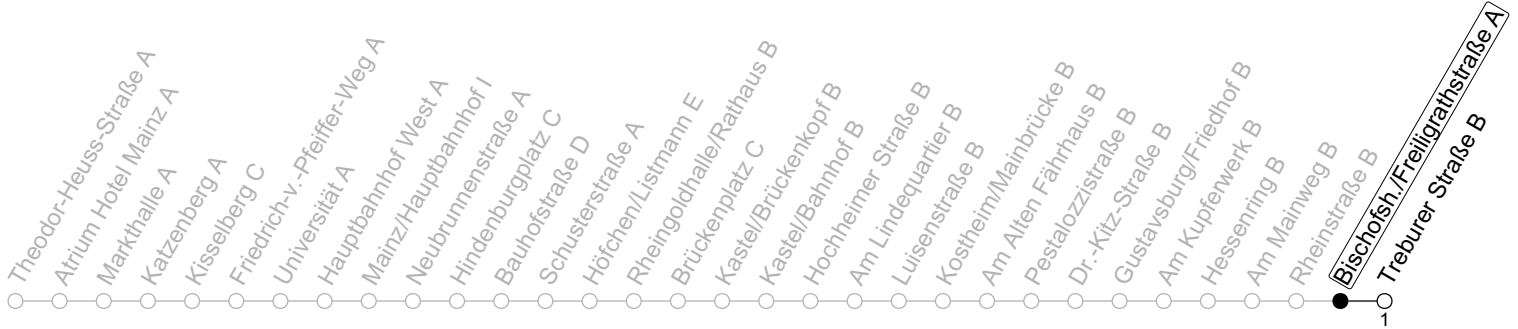 Theodor-Heuss-Straße A
Atrium Hotel Mainz A
Markthalle A
Katzenberg A
Kisselberg C
Friedrich-v.-Pfeiffer-Weg A
Universität A
Hauptbahnhof West A
Mainz/Hauptbahnhof I
Neubrunnenstraße A
Hindenburgplatz C
Bauhofstraße D
Schusterstraße A
Höfchen/Listmann E
Rheingoldhalle/Rathaus B
Brückenplatz C
Kastel/Brückenkopf B
Kastel/Bahnhof B
Hochheimer Straße B
Am Lindequartier B
Luisenstraße B
Kostheim/Mainbrücke B
Am Alten Fährhaus B
Pestalozzistraße B
Dr.-Kitz-Straße B
Gustavsburg/Friedhof B
Am Kupferwerk B
Hessenring B
Am Mainweg B
Rheinstraße B
Bischofsh./Freiligrathstraße A
Treburer Straße B
1